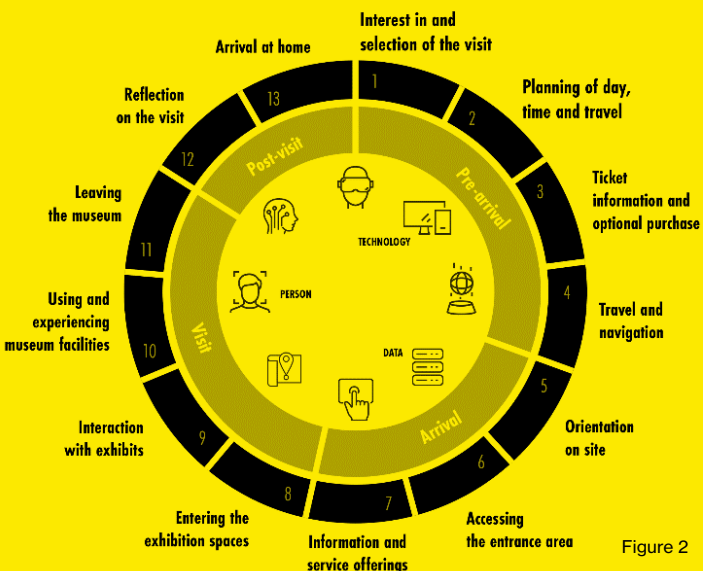 Interest in and
selection of the visit
1
Planning of day,
time and travel
2
Ticket
information and
optional purchase
3
Travel and
navigation
4
Orientation
on site
5
Accessing
the entrance area
6
Information and
service offerings
7
Entering the
exhibition spaces
8
Interaction
with exhibits
9
Using and
experiencing
museum facilities
10
Leaving
the museum
11
Reflection
on the visit
12
Arrival at home
13
Pre-arrival
Arrival
Visit
Post-visit
TECHNOLOGY
PERSON
DATA
Figure 2